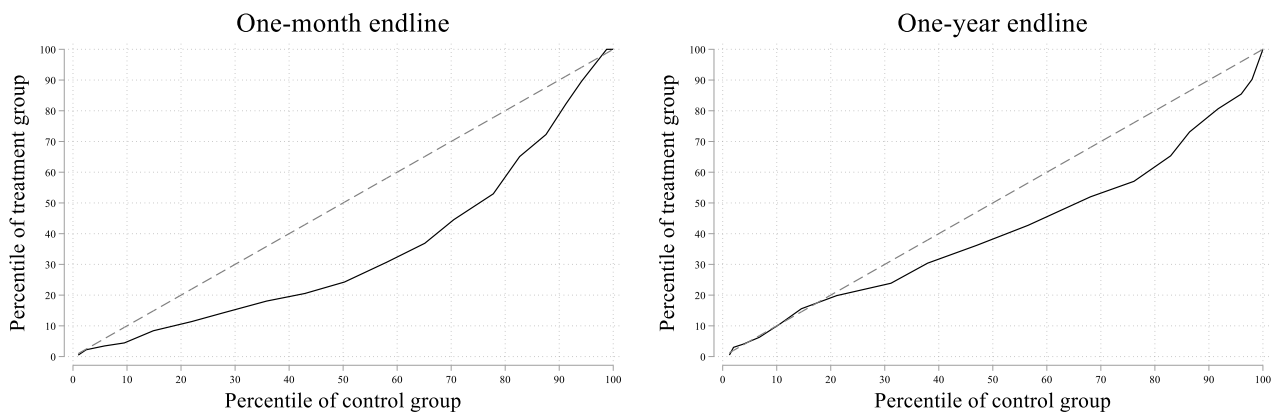 One-month endline
Percentile of treatment group
100
90
80
70
60
50
40
30
20
10
0
0 10 20 30 40 50 60 70 80 90 100
Percentile of control group
One-year endline
Percentile of treatment group
100
90
80
70
60
50
40
30
20
10
0
0 10 20 30 40 50 60 70 80 90 100
Percentile of control group